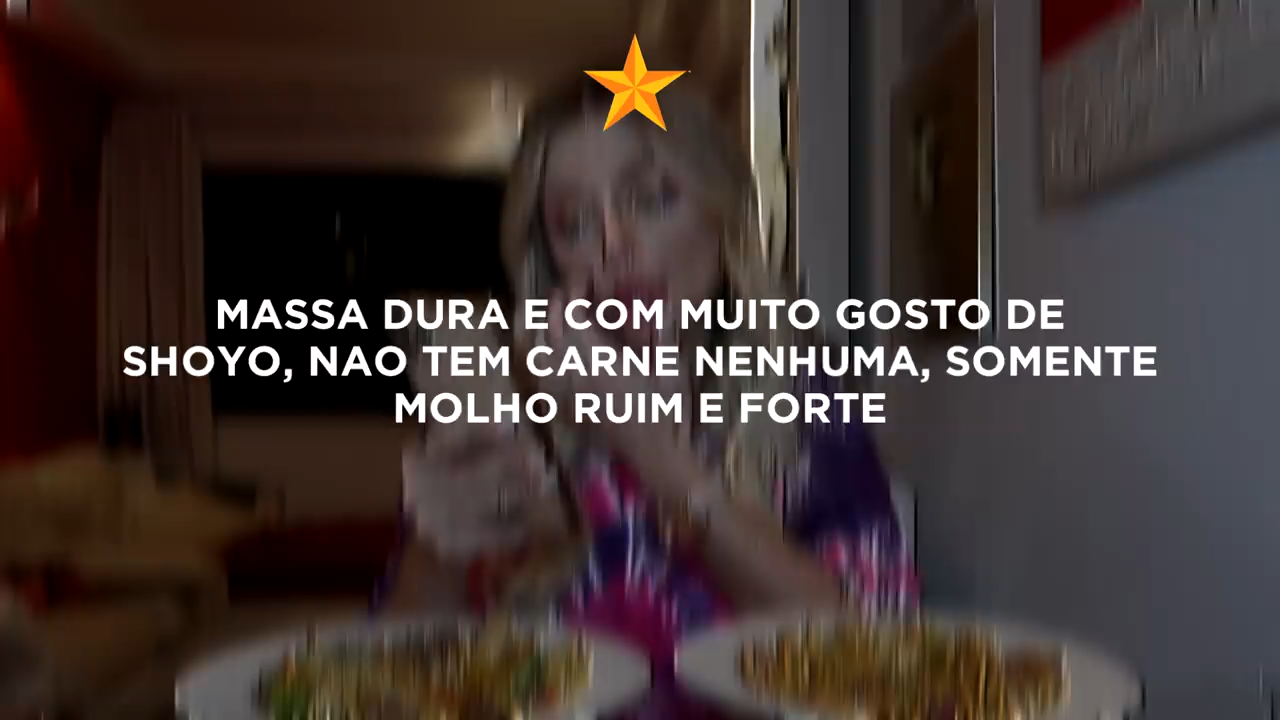 MASSA DURA E COM MUITO GOSTO DE
SHOYO, NAO TEM CARNE NENHUMA, SOMENTE
MOLHO RUIM E FORTE